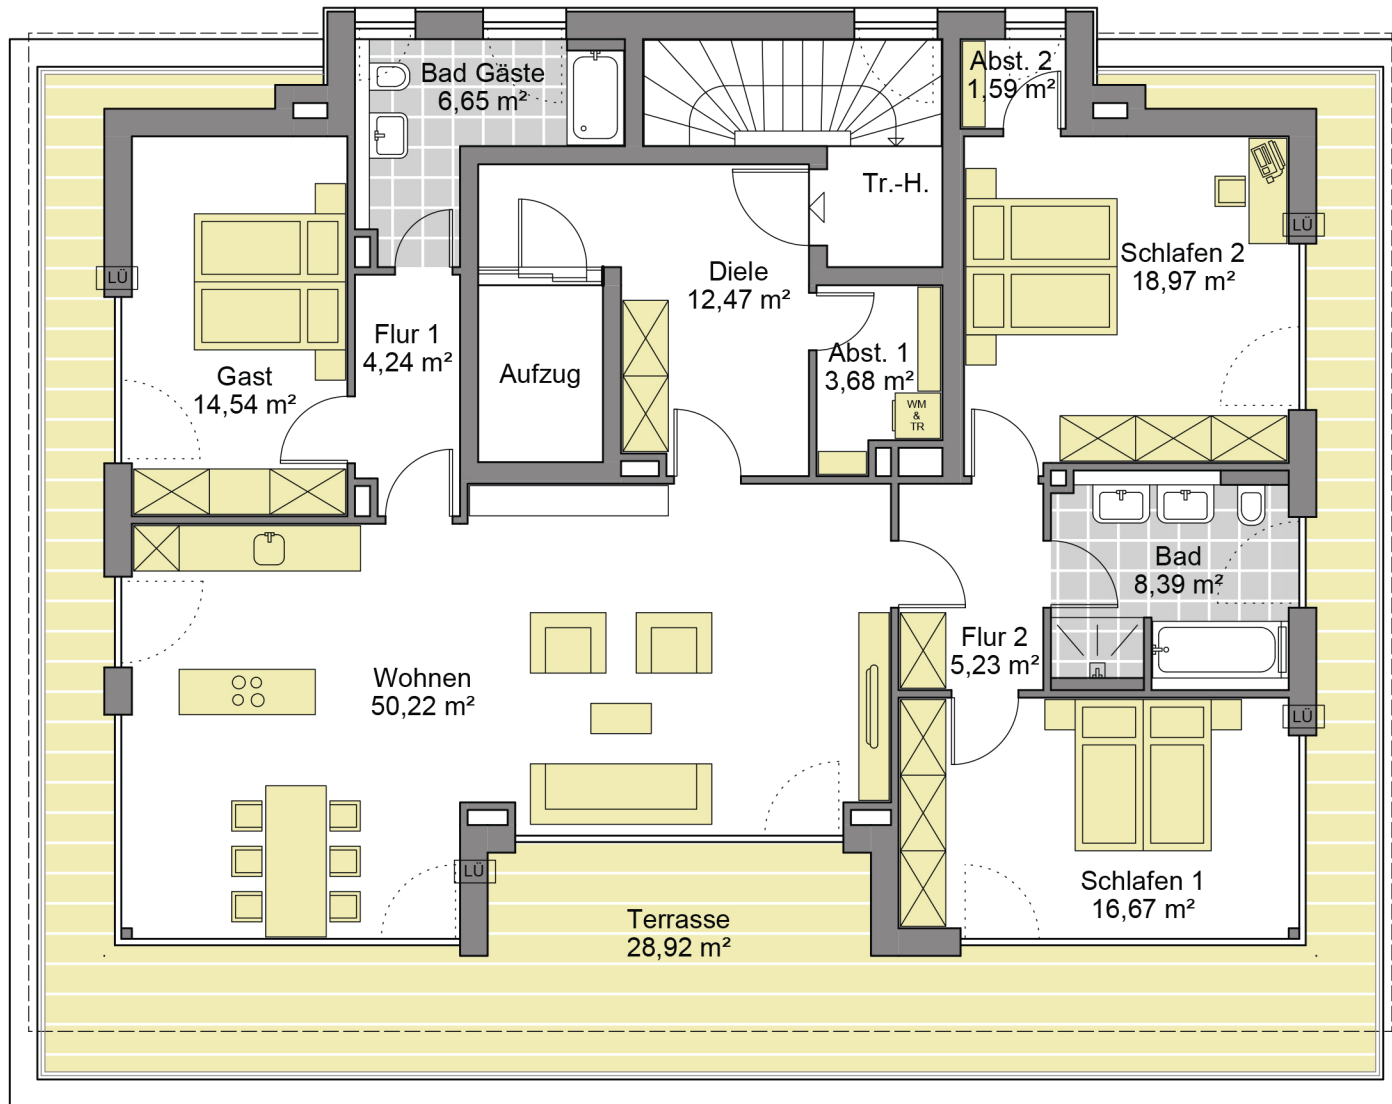 Bad Gäste
6,65 m²
Abst. 2
1,59 m²
Tr.-H.
LÜ
LÜ
Schlafen 2
18,97 m²
Diele
12,47 m²
Flur 1
4,24 m²
Aufzug
Abst. 1
3,68 m²
Gast
14,54 m²
WM
&
TR
Bad
8,39 m²
Flur 2
5,23 m²
Wohnen
50,22 m²
LÜ
LÜ
Schlafen 1
16,67 m²
Terrasse
28,92 m²